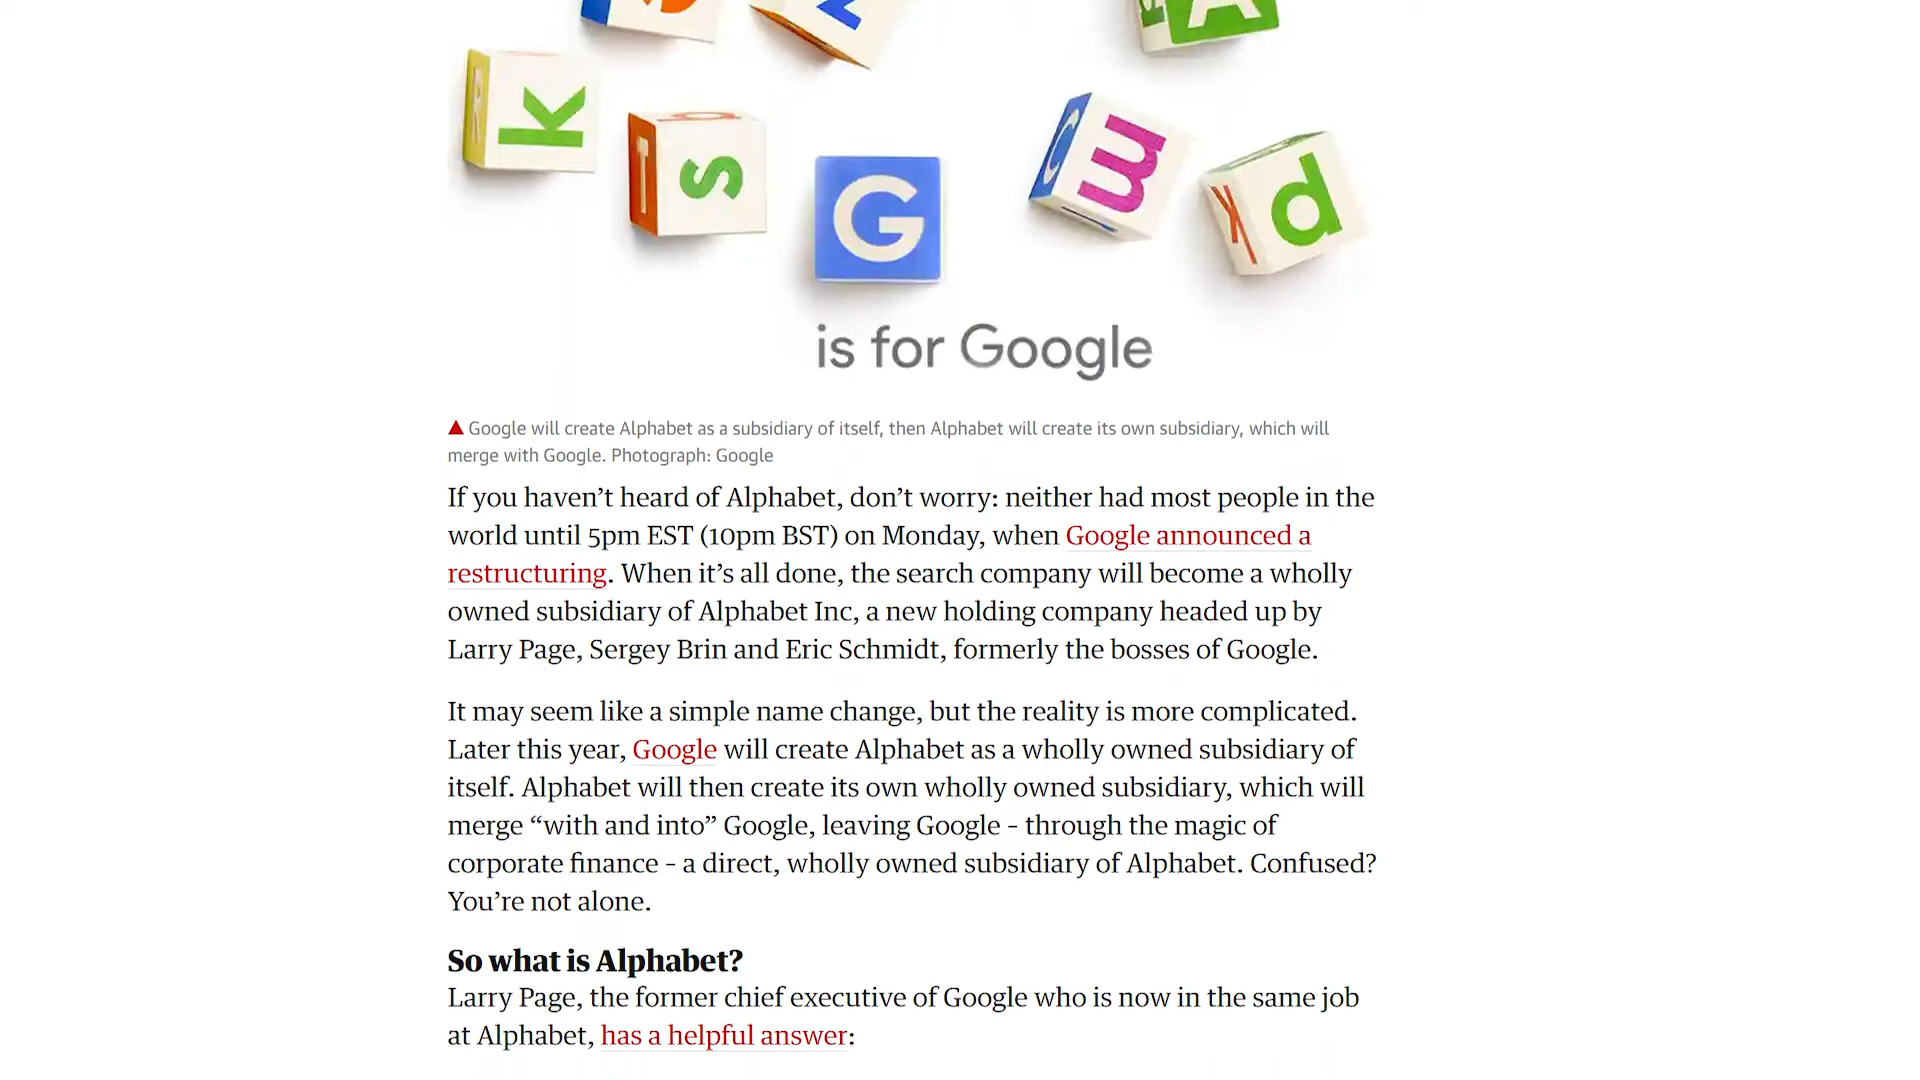 A
k
T
s
G
C
m
X
d
is for Google
Google will create Alphabet as a subsidiary of itself, then Alphabet will create its own subsidiary, which will
merge with Google. Photograph: Google
If you haven’t heard of Alphabet, don’t worry: neither had most people in the
world until 5pm EST (10pm BST) on Monday, when Google announced a
restructuring. When it’s all done, the search company will become a wholly
owned subsidiary of Alphabet Inc, a new holding company headed up by
Larry Page, Sergey Brin and Eric Schmidt, formerly the bosses of Google.
It may seem like a simple name change, but the reality is more complicated.
Later this year, Google will create Alphabet as a wholly owned subsidiary of
itself. Alphabet will then create its own wholly owned subsidiary, which will
merge “with and into” Google, leaving Google – through the magic of
corporate finance – a direct, wholly owned subsidiary of Alphabet. Confused?
You’re not alone.
So what is Alphabet?
Larry Page, the former chief executive of Google who is now in the same job
at Alphabet, has a helpful answer: